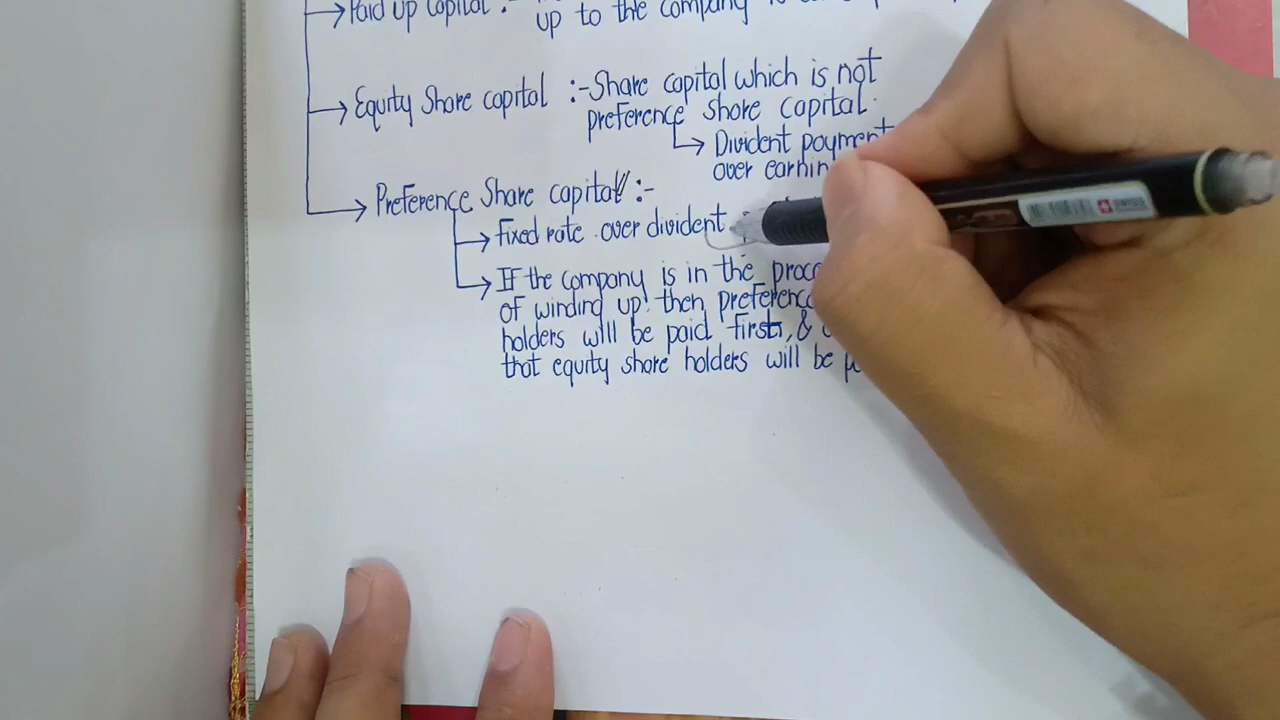 Paid up capital :-
up to the company
Equity Share capital :- Share capital which is not
preference share capital.
Divident payment
over earnin
Preference Share capital :-
Fixed rate over divident
If the company is in the
of winding up then
holders will be paid first, &
that equity share holders will be